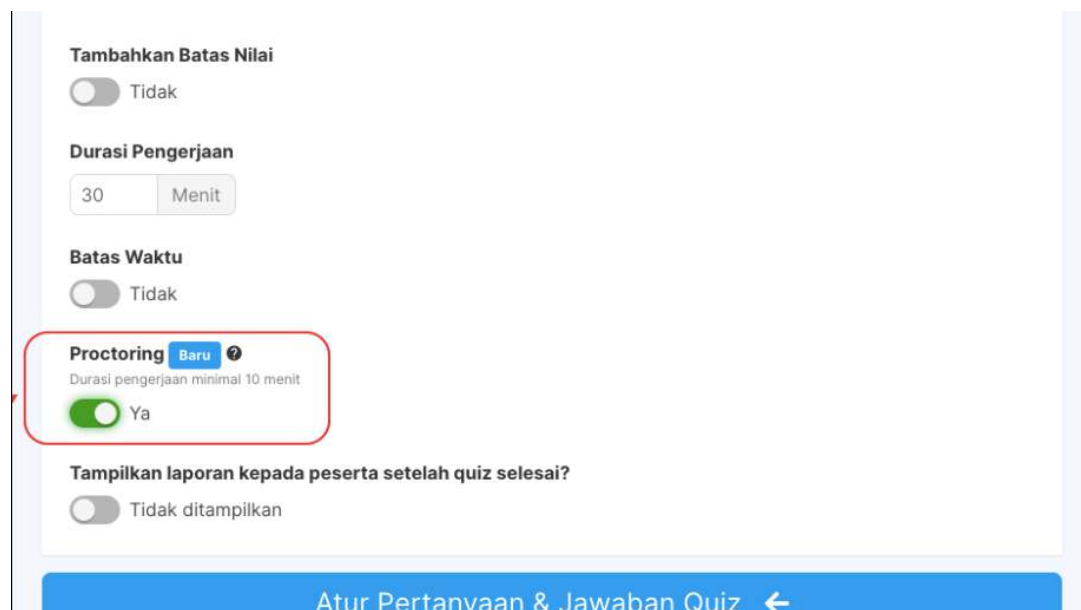 Tambahkan Batas Nilai
Tidak
Durasi Pengerjaan
30 Menit
Batas Waktu
Tidak
Proctoring Baru ?
Durasi pengerjaan minimal 10 menit
Ya
Tampilkan laporan kepada peserta setelah quiz selesai?
Tidak ditampilkan
Atur Pertanyaan & Jawaban Quiz ←